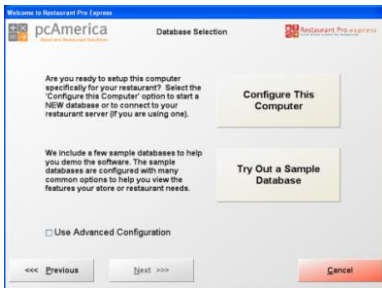 Welcome to Restaurant Pro Express
pcAmerica
Database Selection
Restaurant Pro express
Are you ready to setup this computer
specifically for your restaurant? Select the
'Configure this Computer' option to start a
NEW database or to connect to your
restaurant server (if you are using one).
Configure This
Computer
We include a few sample databases to help
you demo the software. The sample
databases are configured with many
common options to help you view the
features your store or restaurant needs.
Try Out a Sample
Database
Use Advanced Configuration
<<< Previous
Next >>>
Cancel